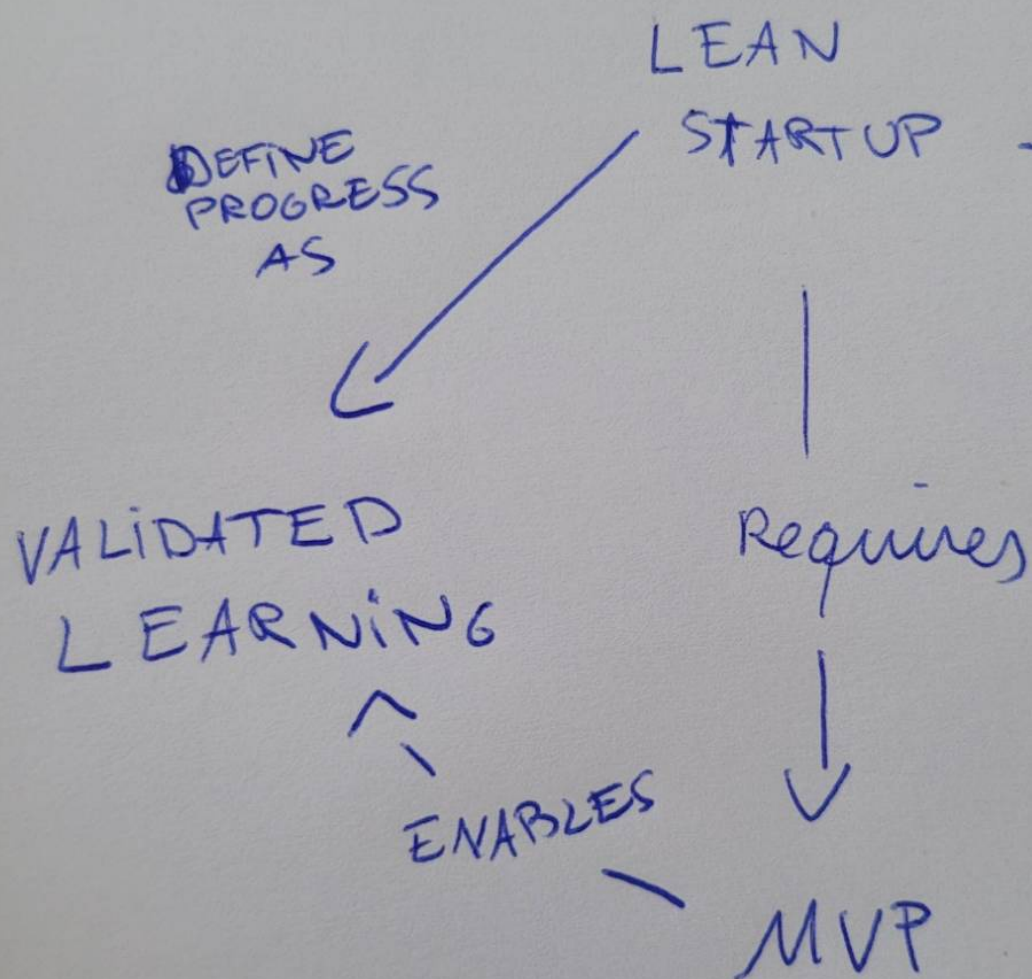 LEAN
STARTUP
DEFINE
PROGRESS
AS
VALIDATED
LEARNING
Requires
ENABLES
MVP